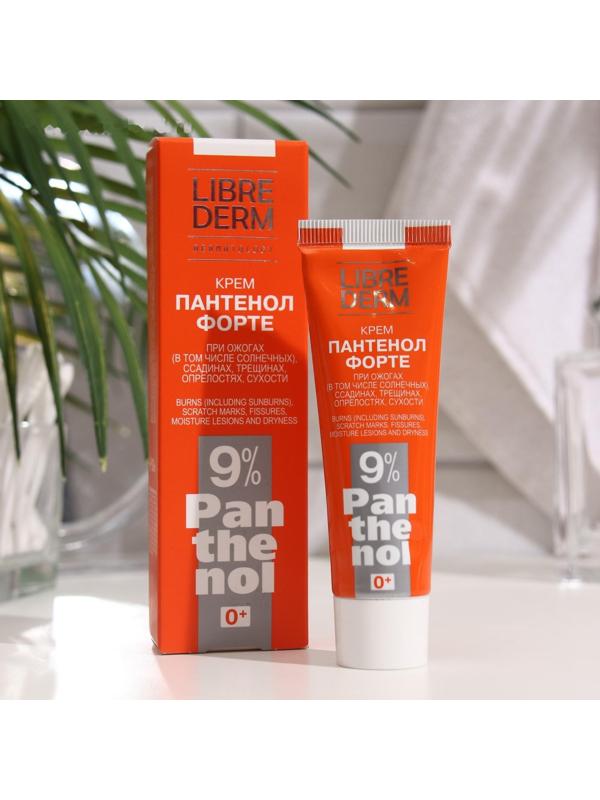 LIBRE
DERM
DERMATOLOGY
КРЕМ
ПАНТЕНОЛ
ФОРТЕ
ПРИ ОЖОГАХ
(В ТОМ ЧИСЛЕ СОЛНЕЧНЫХ),
ССАДИНАХ, ТРЕЩИНАХ,
ОПРЕЛОСТЯХ, СУХОСТИ
BURNS (INCLUDING SUNBURNS),
SCRATCH MARKS, FISSURES,
MOISTURE LESIONS AND DRYNESS
9%
Pan
the
nol
0+
LIBRE
DERM
КРЕМ
ПАНТЕНОЛ
ФОРТЕ
ПРИ ОЖОГАХ
(В ТОМ ЧИСЛЕ СОЛНЕЧНЫХ),
ССАДИНАХ, ТРЕЩИНАХ,
ОПРЕЛОСТЯХ, СУХОСТИ
BURNS (INCLUDING SUNBURNS),
SCRATCH MARKS, FISSURES,
MOISTURE LESIONS AND DRYNESS
9%
Pan
the
nol
0+